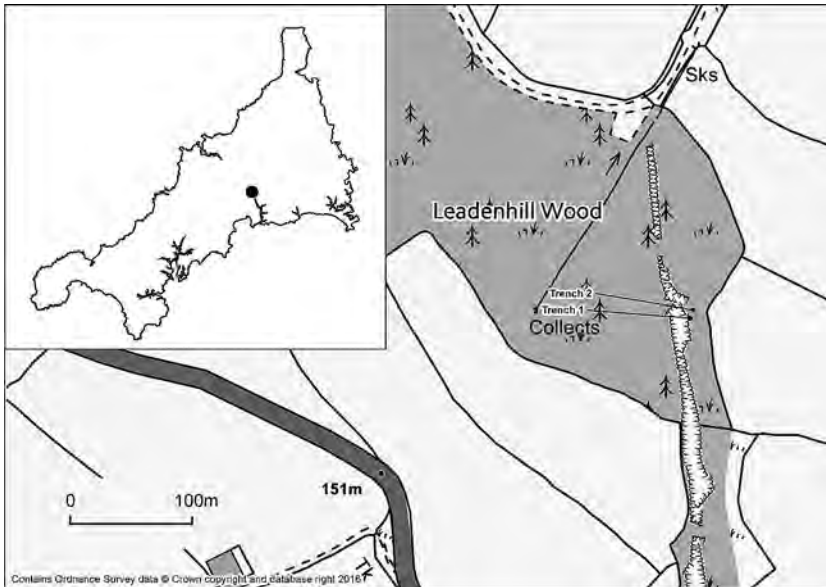 Sks
Leadenhill Wood
Trench 2
Trench 1
Collects
151m
0 100m
Contains Ordnance Survey data © Crown copyright and database right 2016